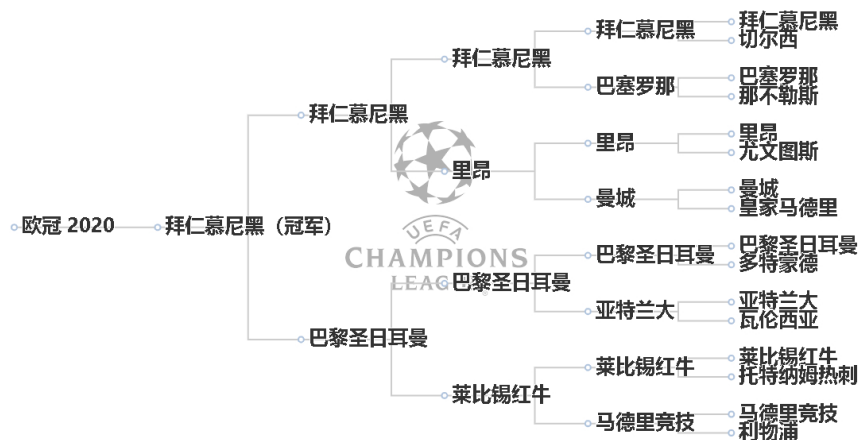 欧冠 2020
拜仁慕尼黑（冠军）
拜仁慕尼黑
拜仁慕尼黑
拜仁慕尼黑
拜仁慕尼黑
切尔西
巴塞罗那
巴塞罗那
那不勒斯
里昂
里昂
里昂
尤文图斯
曼城
曼城
皇家马德里
巴黎圣日耳曼
巴黎圣日耳曼
巴黎圣日耳曼
巴黎圣日耳曼
多特蒙德
亚特兰大
亚特兰大
瓦伦西亚
莱比锡红牛
莱比锡红牛
莱比锡红牛
托特纳姆热刺
马德里竞技
马德里竞技
利物浦
UEFA
CHAMPIONS
LEAG